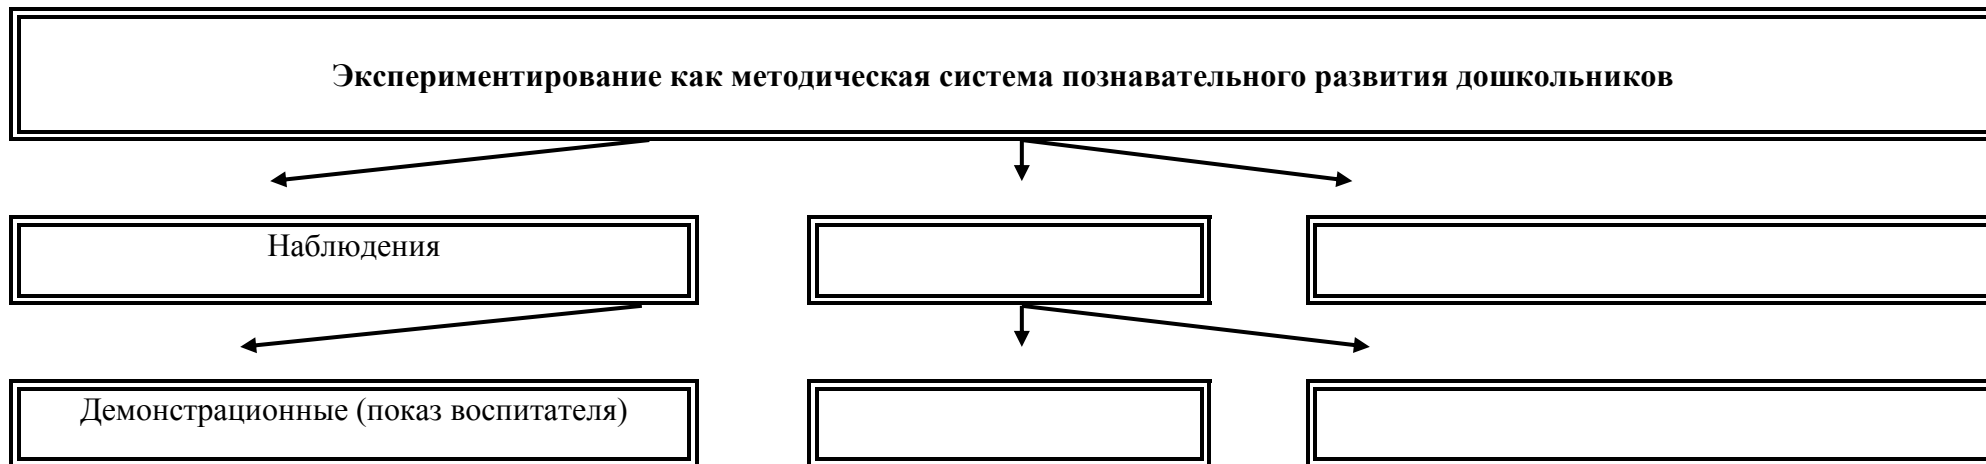 Экспериментирование как методическая система познавательного развития дошкольников
Наблюдения
Демонстрационные (показ воспитателя)